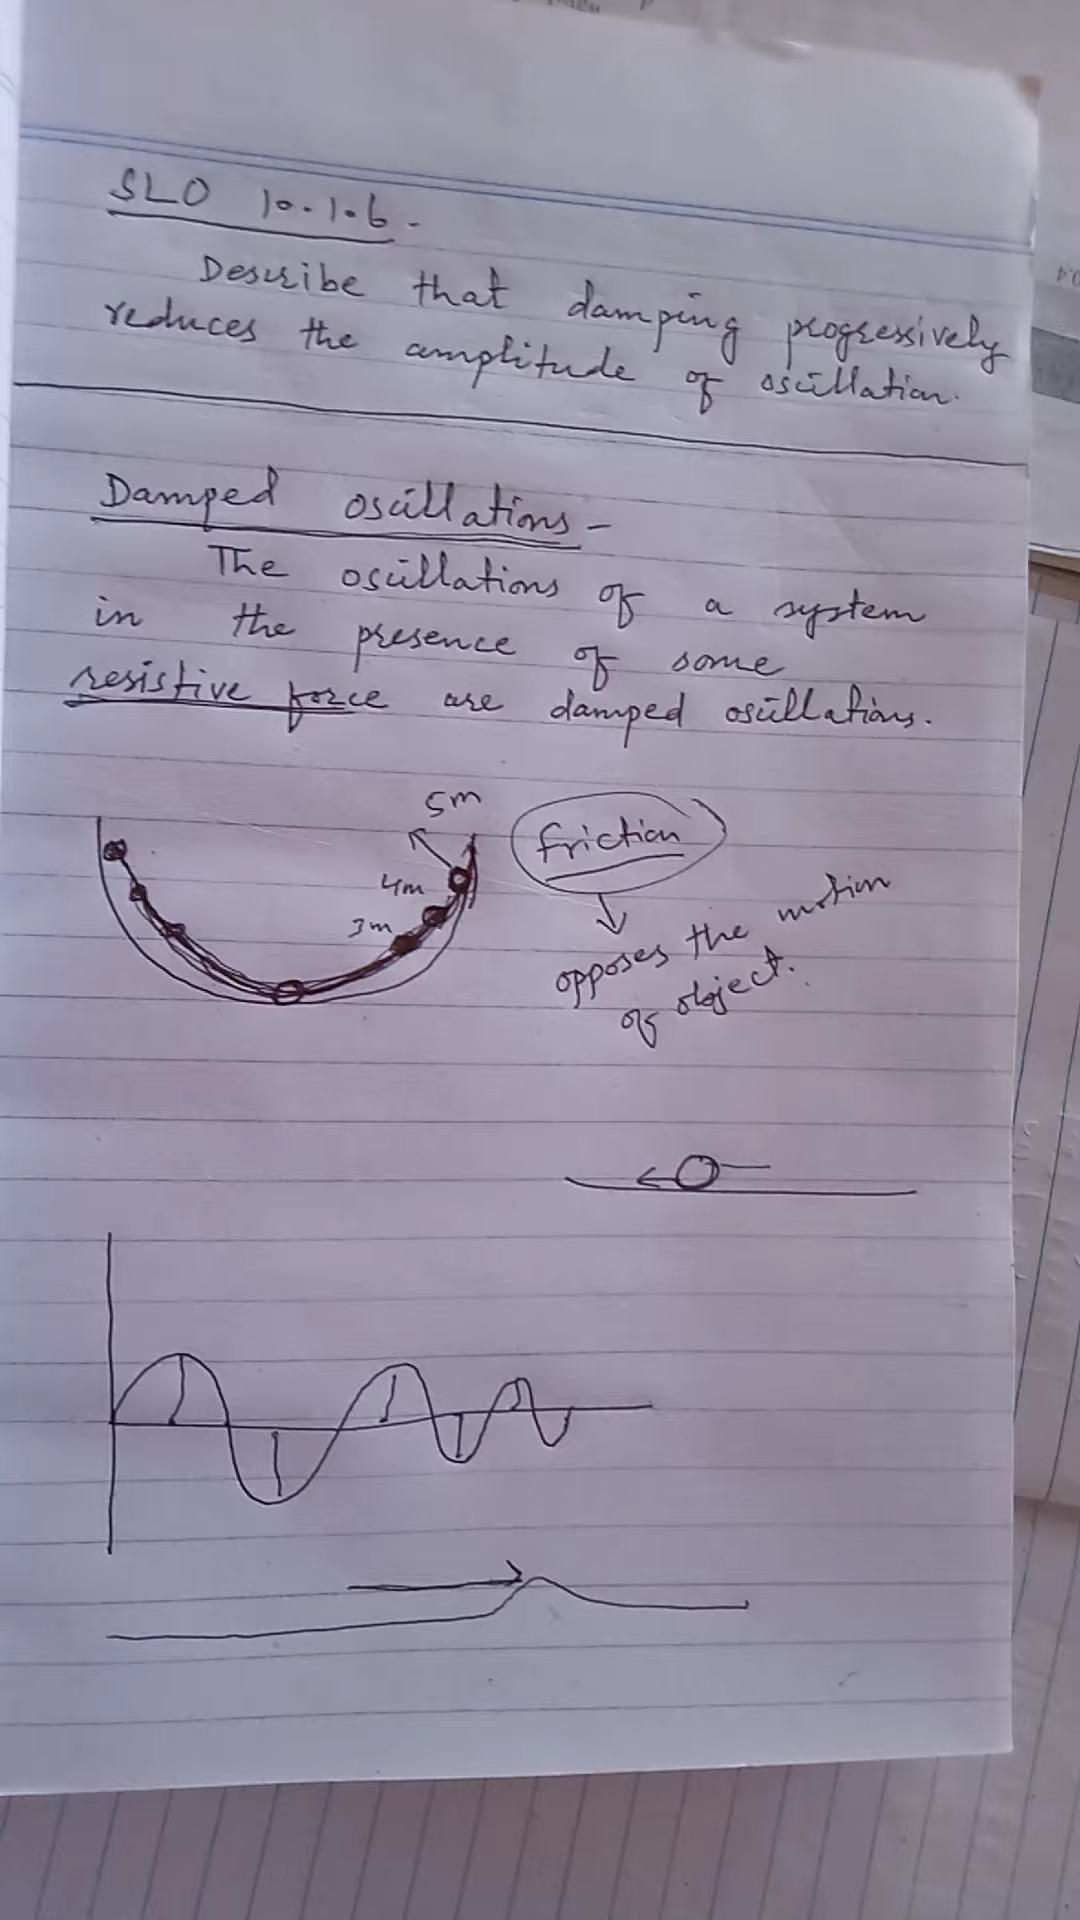 SLO 10.1.6-
Describe that damping progressively
reduces the amplitude of oscillation.
Damped oscillations-
The oscillations of a system
in the presence of some
resistive force are damped oscillations.
5m
friction
4m
3m
opposes the motion
of object.